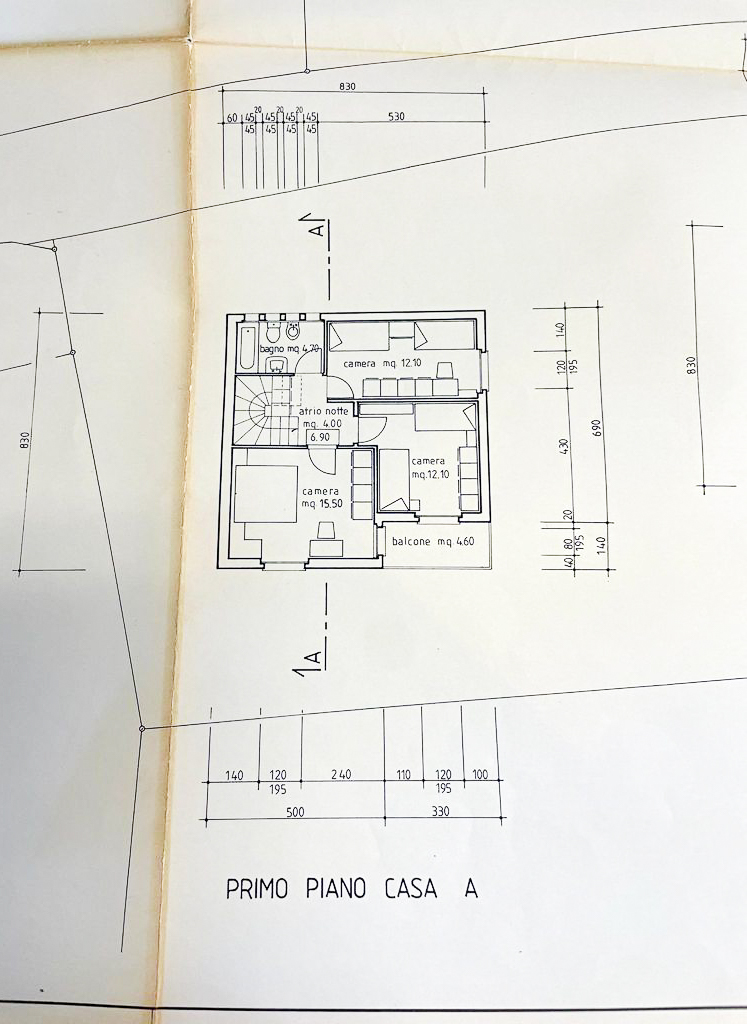 830
60 45 20 45 20 45 20 45 530
45 45 45 45
A
bagno mq 4.70
camera mq. 12.10
atrio notte
mq. 4.00
6.90
camera
mq.12.10
camera
mq.15.50
balcone mq. 4.60
140
120
195
430
690
20
80
195
40
140
830
830
A
140 120 240 110 120 100
195 195
500 330
PRIMO PIANO CASA A